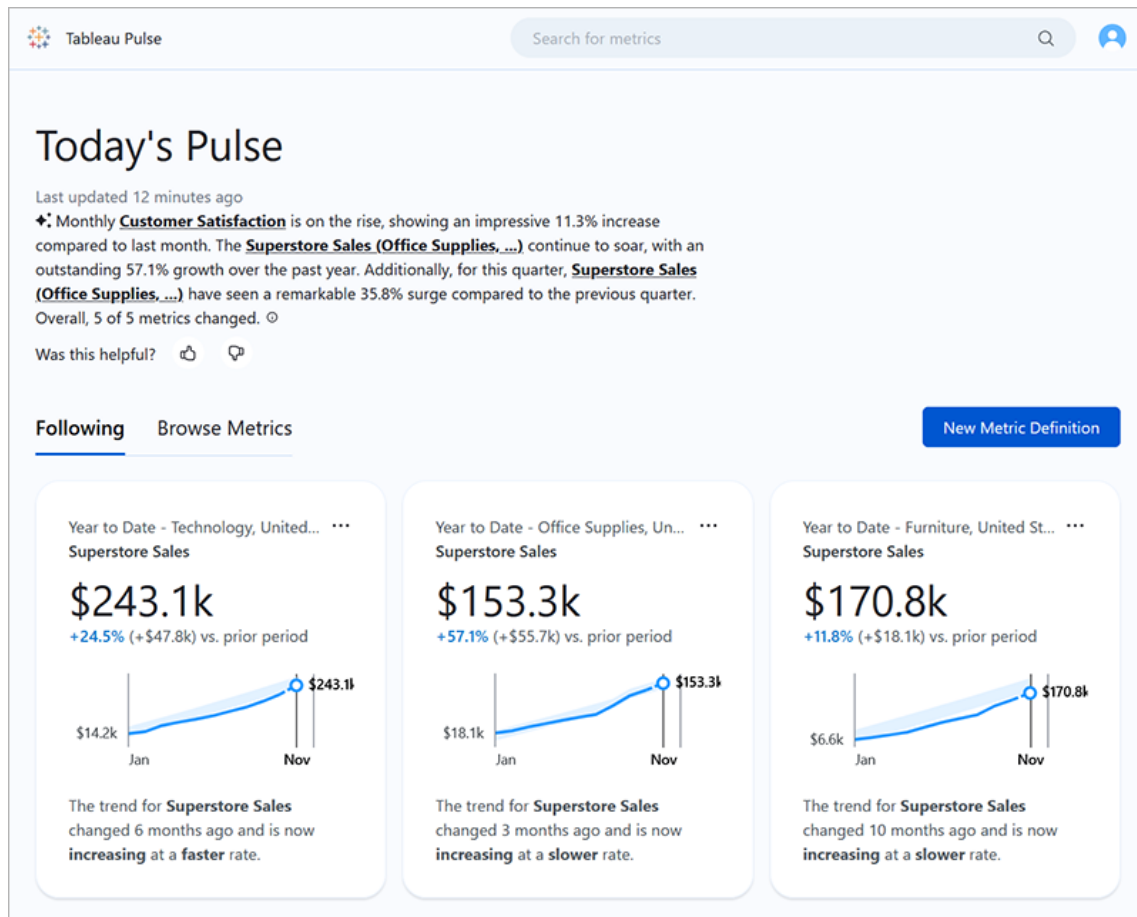 Tableau Pulse
Search for metrics
Today's Pulse
Last updated 12 minutes ago
Monthly Customer Satisfaction is on the rise, showing an impressive 11.3% increase
compared to last month. The Superstore Sales (Office Supplies, ...) continue to soar, with an
outstanding 57.1% growth over the past year. Additionally, for this quarter, Superstore Sales
(Office Supplies, ...) have seen a remarkable 35.8% surge compared to the previous quarter.
Overall, 5 of 5 metrics changed.
Was this helpful?
Following Browse Metrics
New Metric Definition
Year to Date - Technology, United...
Superstore Sales
$243.1k
+24.5% (+$47.8k) vs. prior period
$243.1k
$14.2k
Jan Nov
The trend for Superstore Sales
changed 6 months ago and is now
increasing at a faster rate.
Year to Date - Office Supplies, Un...
Superstore Sales
$153.3k
+57.1% (+$55.7k) vs. prior period
$153.3k
$18.1k
Jan Nov
The trend for Superstore Sales
changed 3 months ago and is now
increasing at a slower rate.
Year to Date - Furniture, United St...
Superstore Sales
$170.8k
+11.8% (+$18.1k) vs. prior period
$170.8k
$6.6k
Jan Nov
The trend for Superstore Sales
changed 10 months ago and is now
increasing at a slower rate.